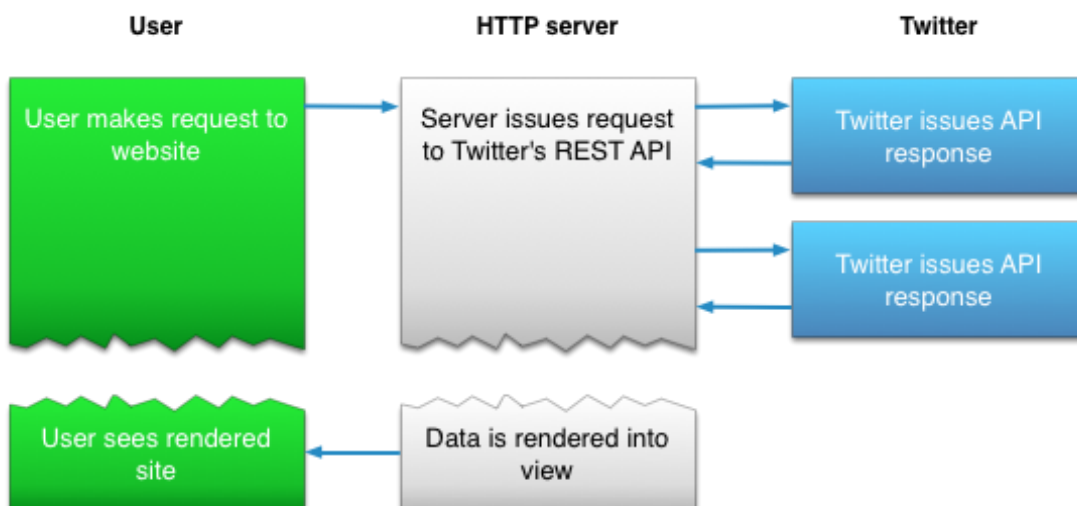 User
HTTP server
Twitter
User makes request to
website
Server issues request
to Twitter's REST API
Twitter issues API
response
Twitter issues API
response
User sees rendered
site
Data is rendered into
view